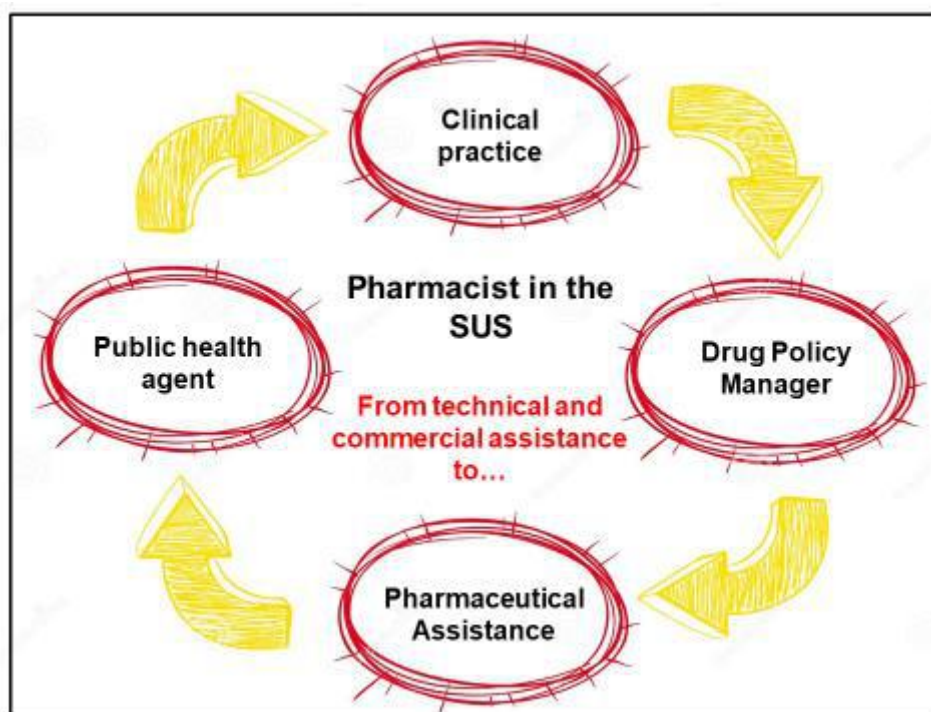 Clinical
practice
Pharmacist in the
SUS
Public health
agent
Drug Policy
Manager
From technical and
commercial assistance
to...
Pharmaceutical
Assistance